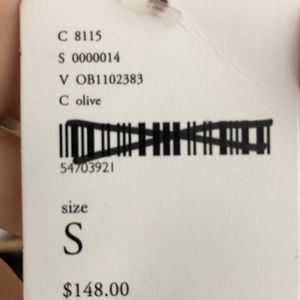 C 8115
S 0000014
V OB1102383
C olive
54703921
size
S
$148.00